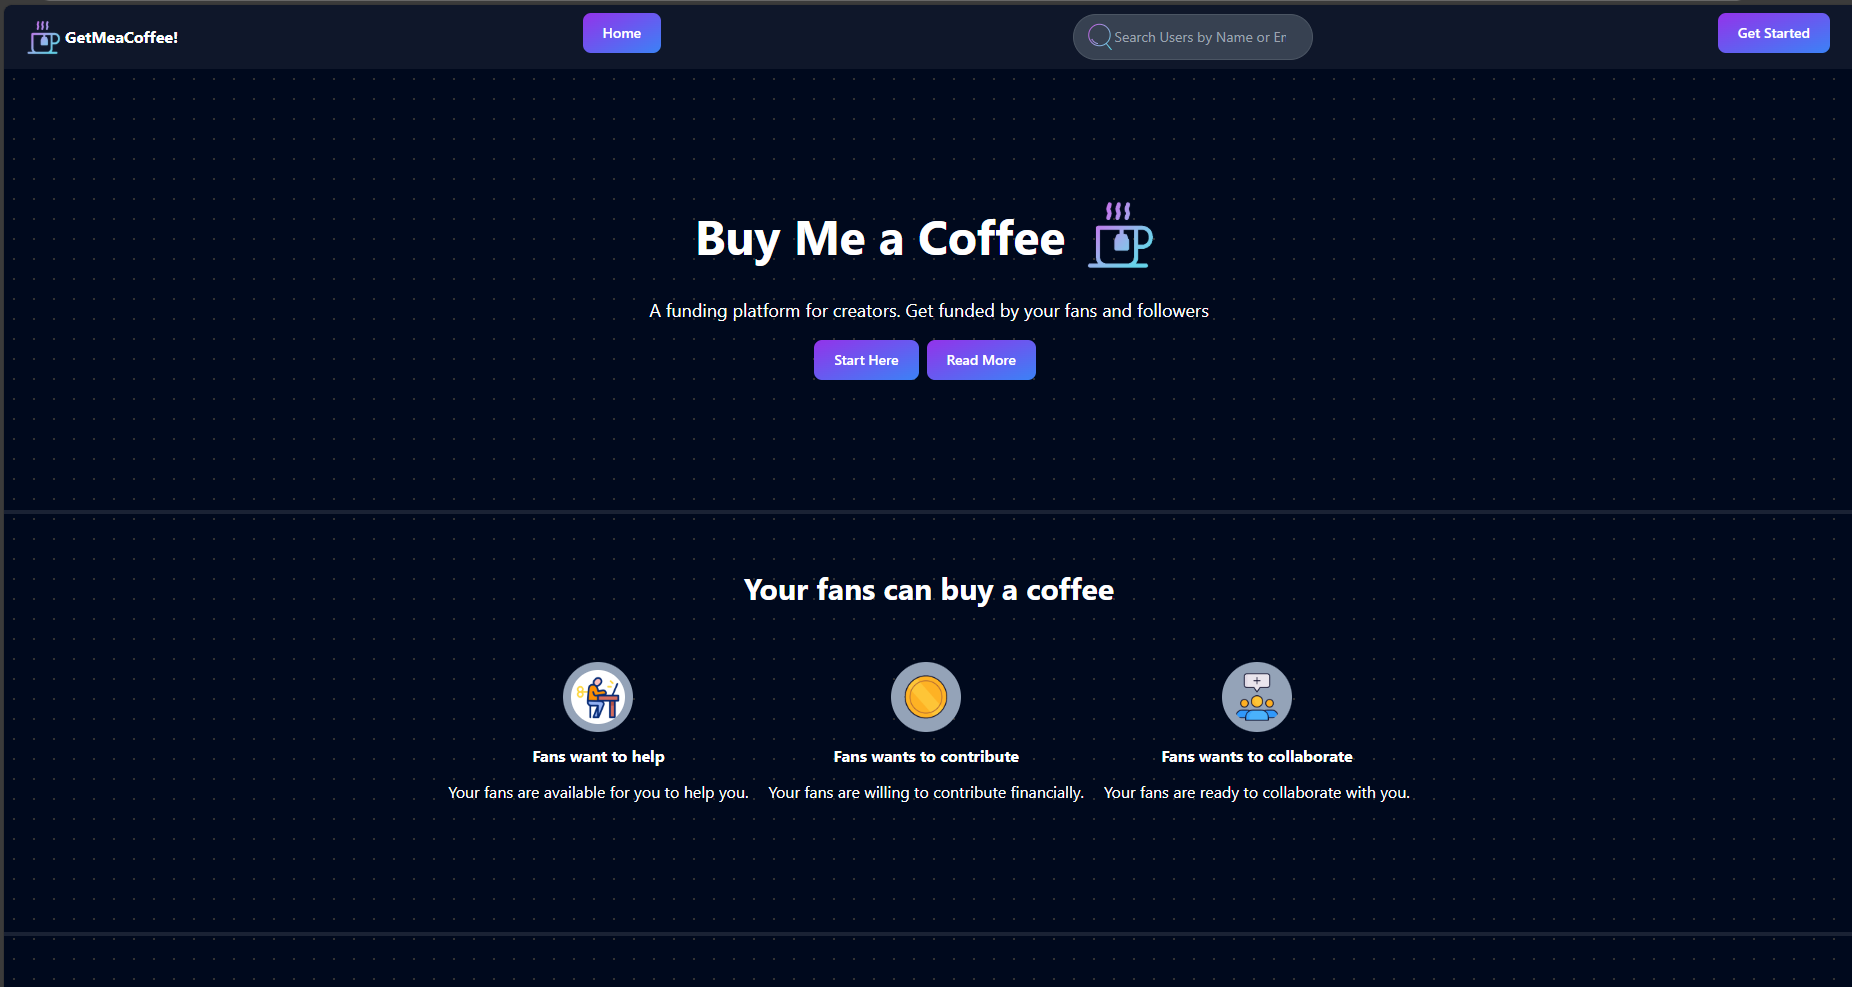 GetMeaCoffee!
Home
Search Users by Name or Er
Get Started
Buy Me a Coffee
A funding platform for creators. Get funded by your fans and followers
Start Here
Read More
Your fans can buy a coffee
Fans want to help
Fans wants to contribute
Fans wants to collaborate
Your fans are available for you to help you.
Your fans are willing to contribute financially.
Your fans are ready to collaborate with you.